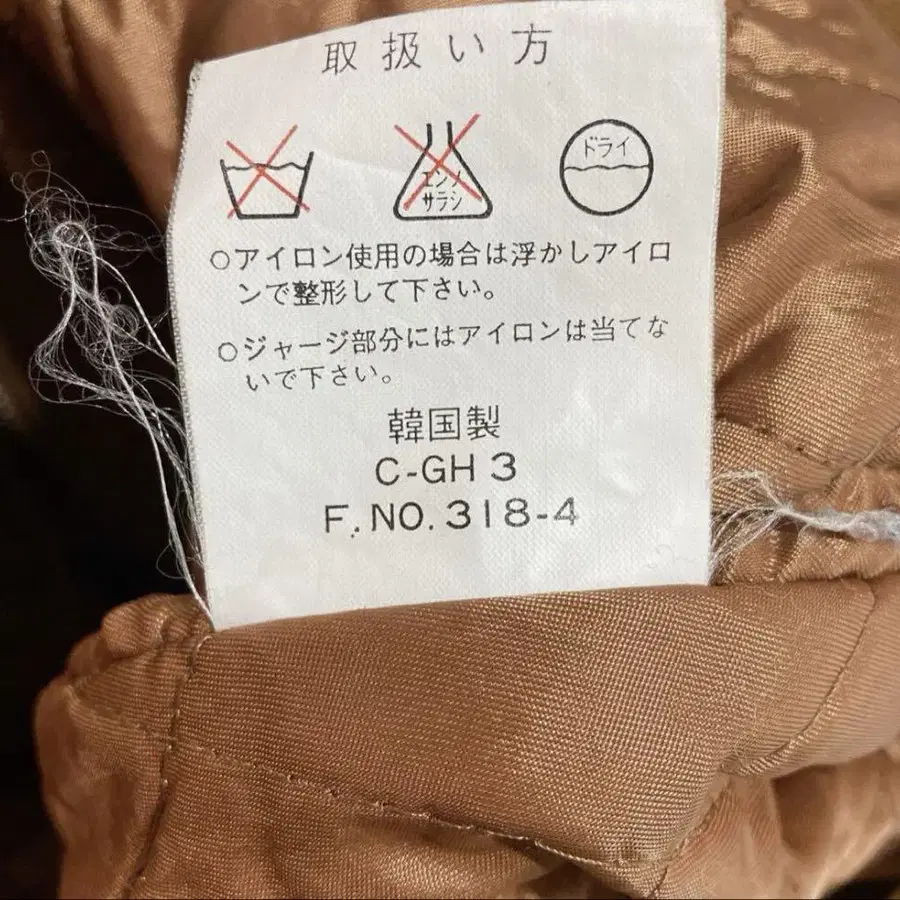 取扱い方
エンソ
サラシ
ドライ
○アイロン使用の場合は浮かしアイロ
ンで整形して下さい。
○ジャージ部分にはアイロンは当てな
いで下さい。
韓国製
C-GH3
F.NO.318-4